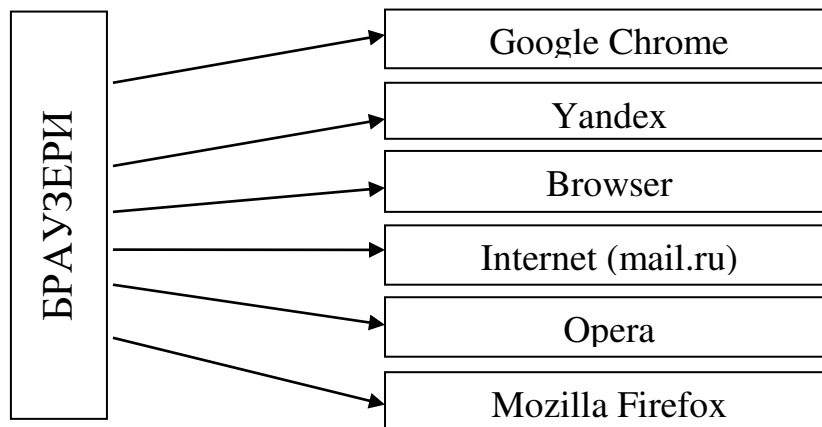 БРАУЗЕРИ
Google Chrome
Yandex
Browser
Internet (mail.ru)
Opera
Mozilla Firefox